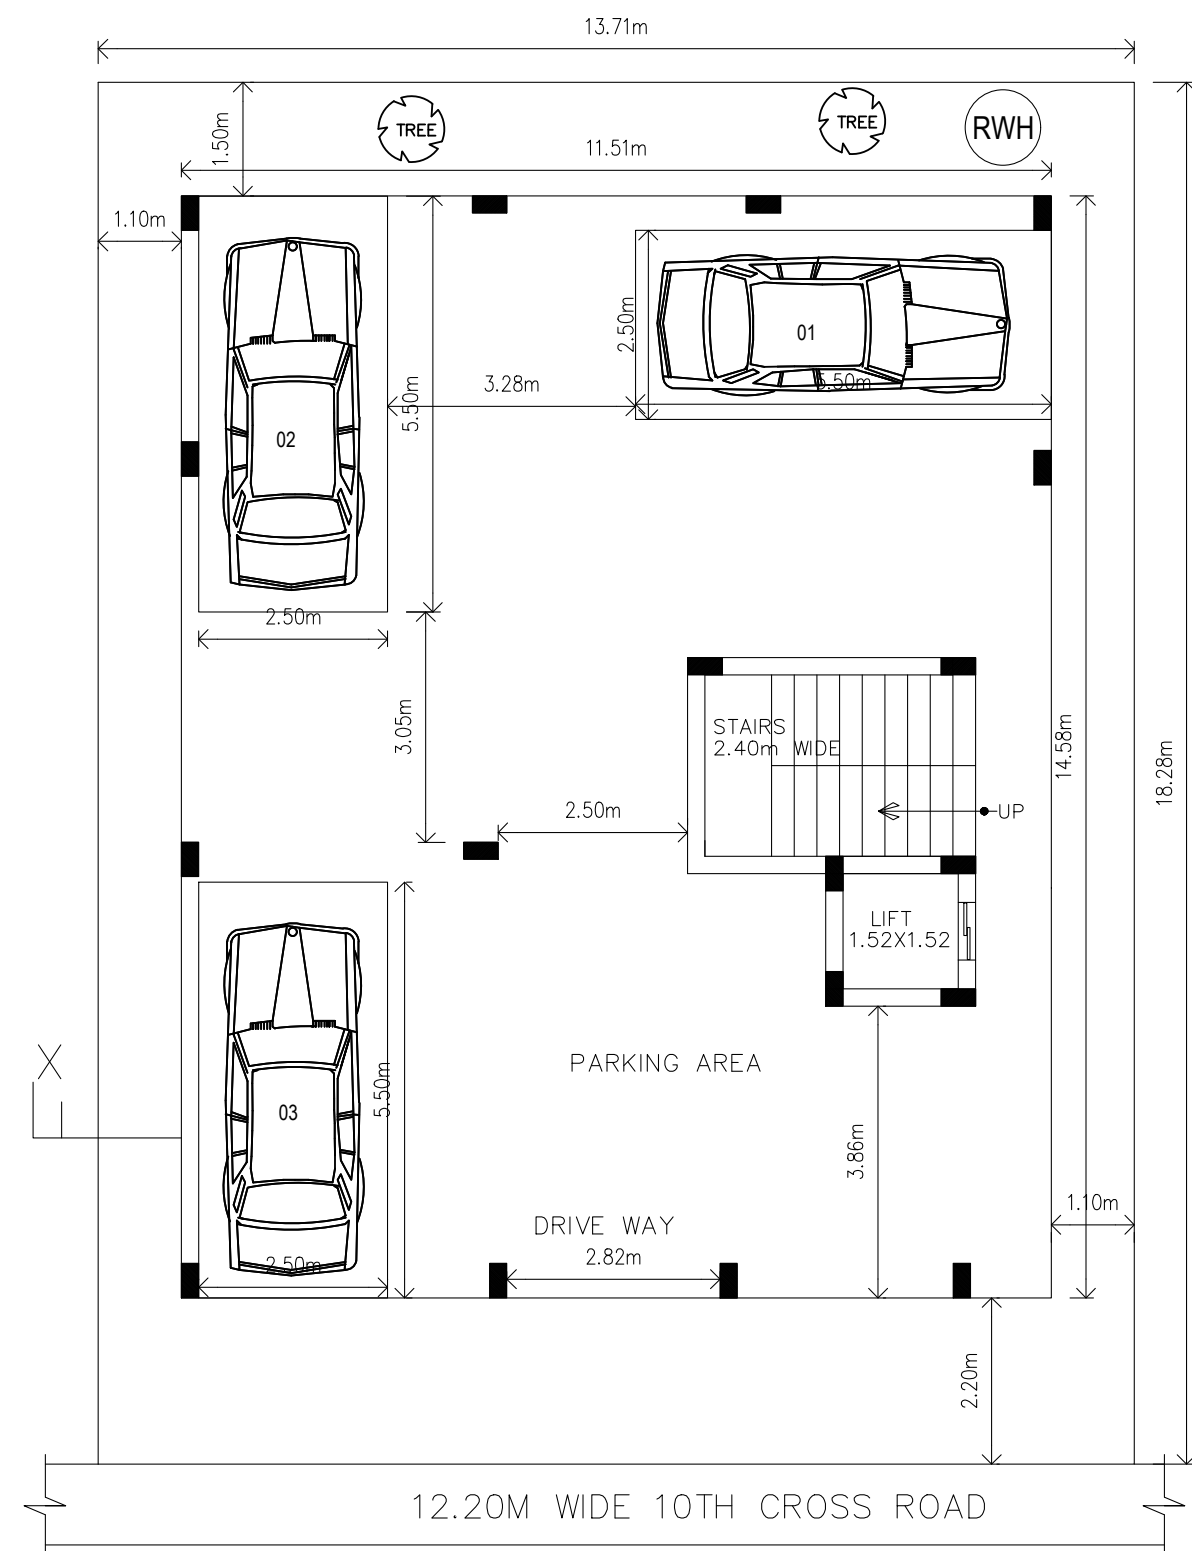 13.71m
TREE
TREE
RWH
1.50m
11.51m
1.10m
2.50m
01
5.50m
3.28m
5.50m
02
2.50m
3.05m
STAIRS
2.40m WIDE
14.58m
18.28m
2.50m
UP
LIFT
1.52X1.52
X
PARKING AREA
5.50m
03
3.86m
1.10m
DRIVE WAY
2.82m
2.50m
2.20m
12.20M WIDE 10TH CROSS ROAD